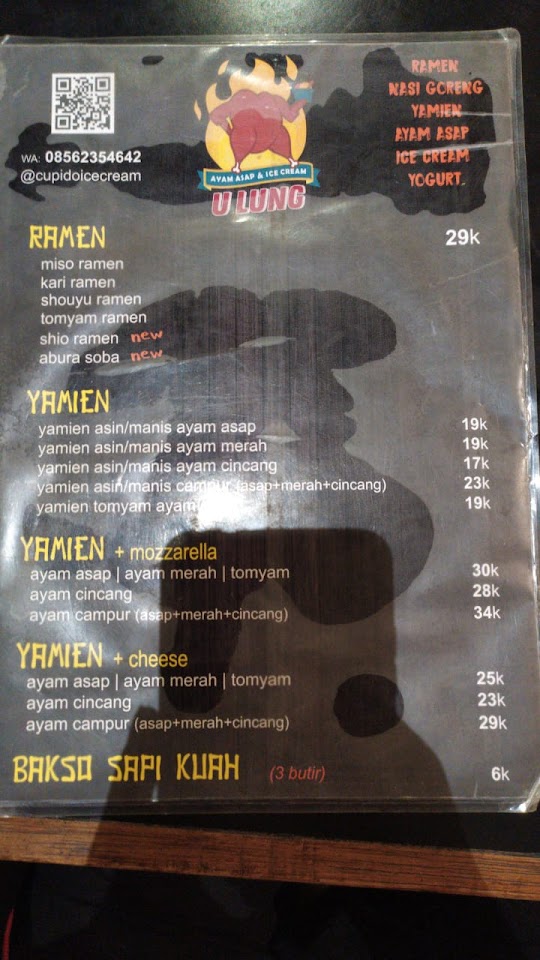 WA: 08562354642
@cupidoicecream
AYAM ASAP & ICE CREAM
U LUNG
RAMEN
NASI GORENG
YAMIEN
AYAM ASAP
ICE CREAM
YOGURT
RAMEN 29k
miso ramen
kari ramen
shouyu ramen
tomyam ramen
shio ramen new
abura soba new
YAMIEN
yamien asin/manis ayam asap 19k
yamien asin/manis ayam merah 19k
yamien asin/manis ayam cincang 17k
yamien asin/manis campur (asap+merah+cincang) 23k
yamien tomyam ayam 19k
YAMIEN + mozzarella
ayam asap | ayam merah | tomyam 30k
ayam cincang 28k
ayam campur (asap+merah+cincang) 34k
YAMIEN + cheese
ayam asap | ayam merah | tomyam 25k
ayam cincang 23k
ayam campur (asap+merah+cincang) 29k
BAKSO SAPI KUAH (3 butir) 6k